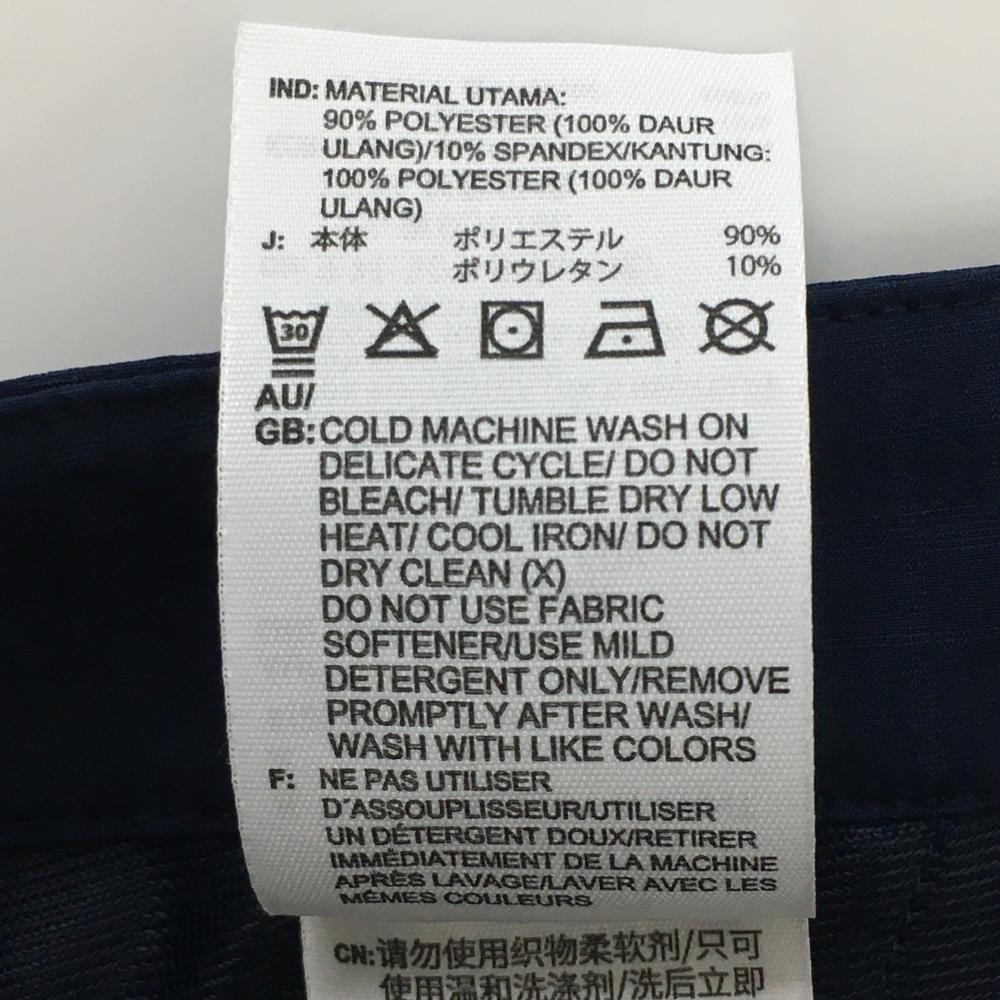 IND: MATERIAL UTAMA:
90% POLYESTER (100% DAUR
ULANG)/10% SPANDEX/KANTUNG:
100% POLYESTER (100% DAUR
ULANG)
J: 本体 ポリエステル 90%
ポリウレタン 10%
30
AU/
GB: COLD MACHINE WASH ON
DELICATE CYCLE/ DO NOT
BLEACH/ TUMBLE DRY LOW
HEAT/ COOL IRON/ DO NOT
DRY CLEAN (X)
DO NOT USE FABRIC
SOFTENER/USE MILD
DETERGENT ONLY/REMOVE
PROMPTLY AFTER WASH/
WASH WITH LIKE COLORS
F: NE PAS UTILISER
D´ASSOUPLISSEUR/UTILISER
UN DÉTERGENT DOUX/RETIRER
IMMÉDIATEMENT DE LA MACHINE
APRÈS LAVAGE/LAVER AVEC LES
MÊMES COULEURS
CN:请勿使用织物柔软剂/只可
使用温和洗涤剂/洗后立即